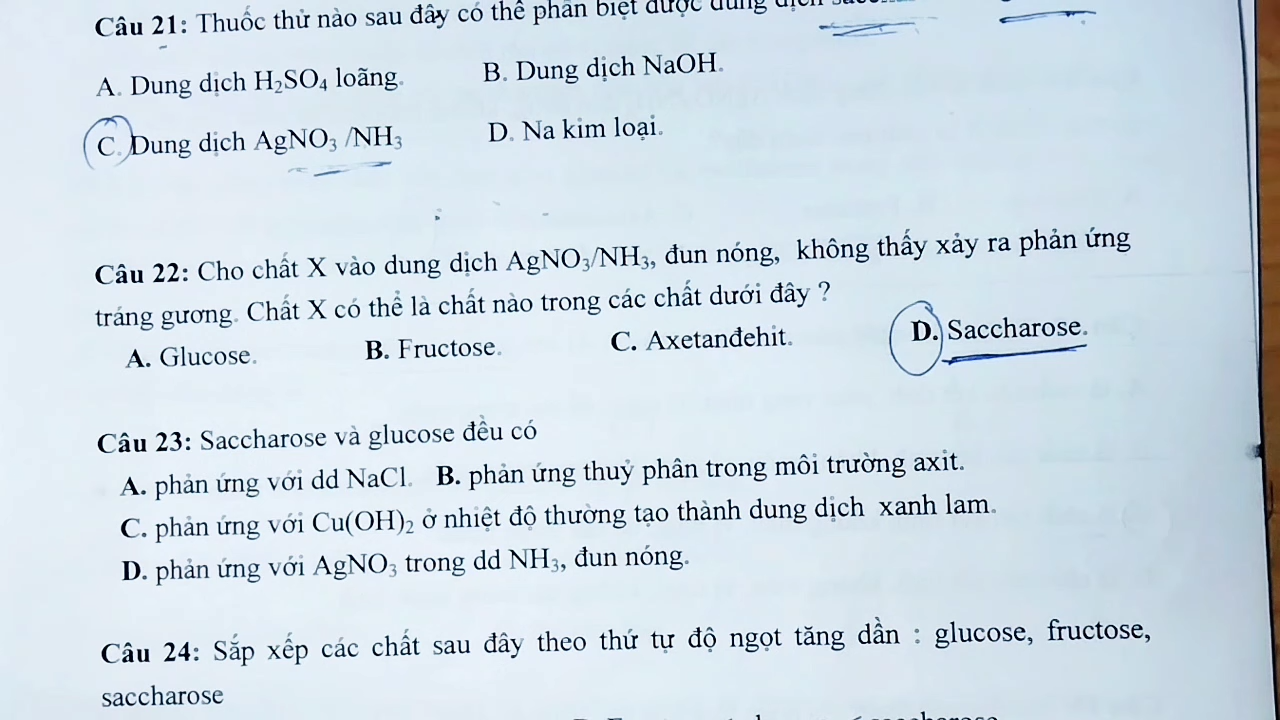 Câu 21: Thuốc thử nào sau đây có thể phân biệt được dung dịch
A. Dung dịch H₂SO₄ loãng. B. Dung dịch NaOH.
C. Dung dịch AgNO₃ /NH₃ D. Na kim loại.
Câu 22: Cho chất X vào dung dịch AgNO₃/NH₃, đun nóng, không thấy xảy ra phản ứng
tráng gương. Chất X có thể là chất nào trong các chất dưới đây ?
A. Glucose. B. Fructose. C. Axetanđehit. D. Saccharose.
Câu 23: Saccharose và glucose đều có
A. phản ứng với dd NaCl. B. phản ứng thuỷ phân trong môi trường axit.
C. phản ứng với Cu(OH)₂ ở nhiệt độ thường tạo thành dung dịch xanh lam.
D. phản ứng với AgNO₃ trong dd NH₃, đun nóng.
Câu 24: Sắp xếp các chất sau đây theo thứ tự độ ngọt tăng dần : glucose, fructose,
saccharose